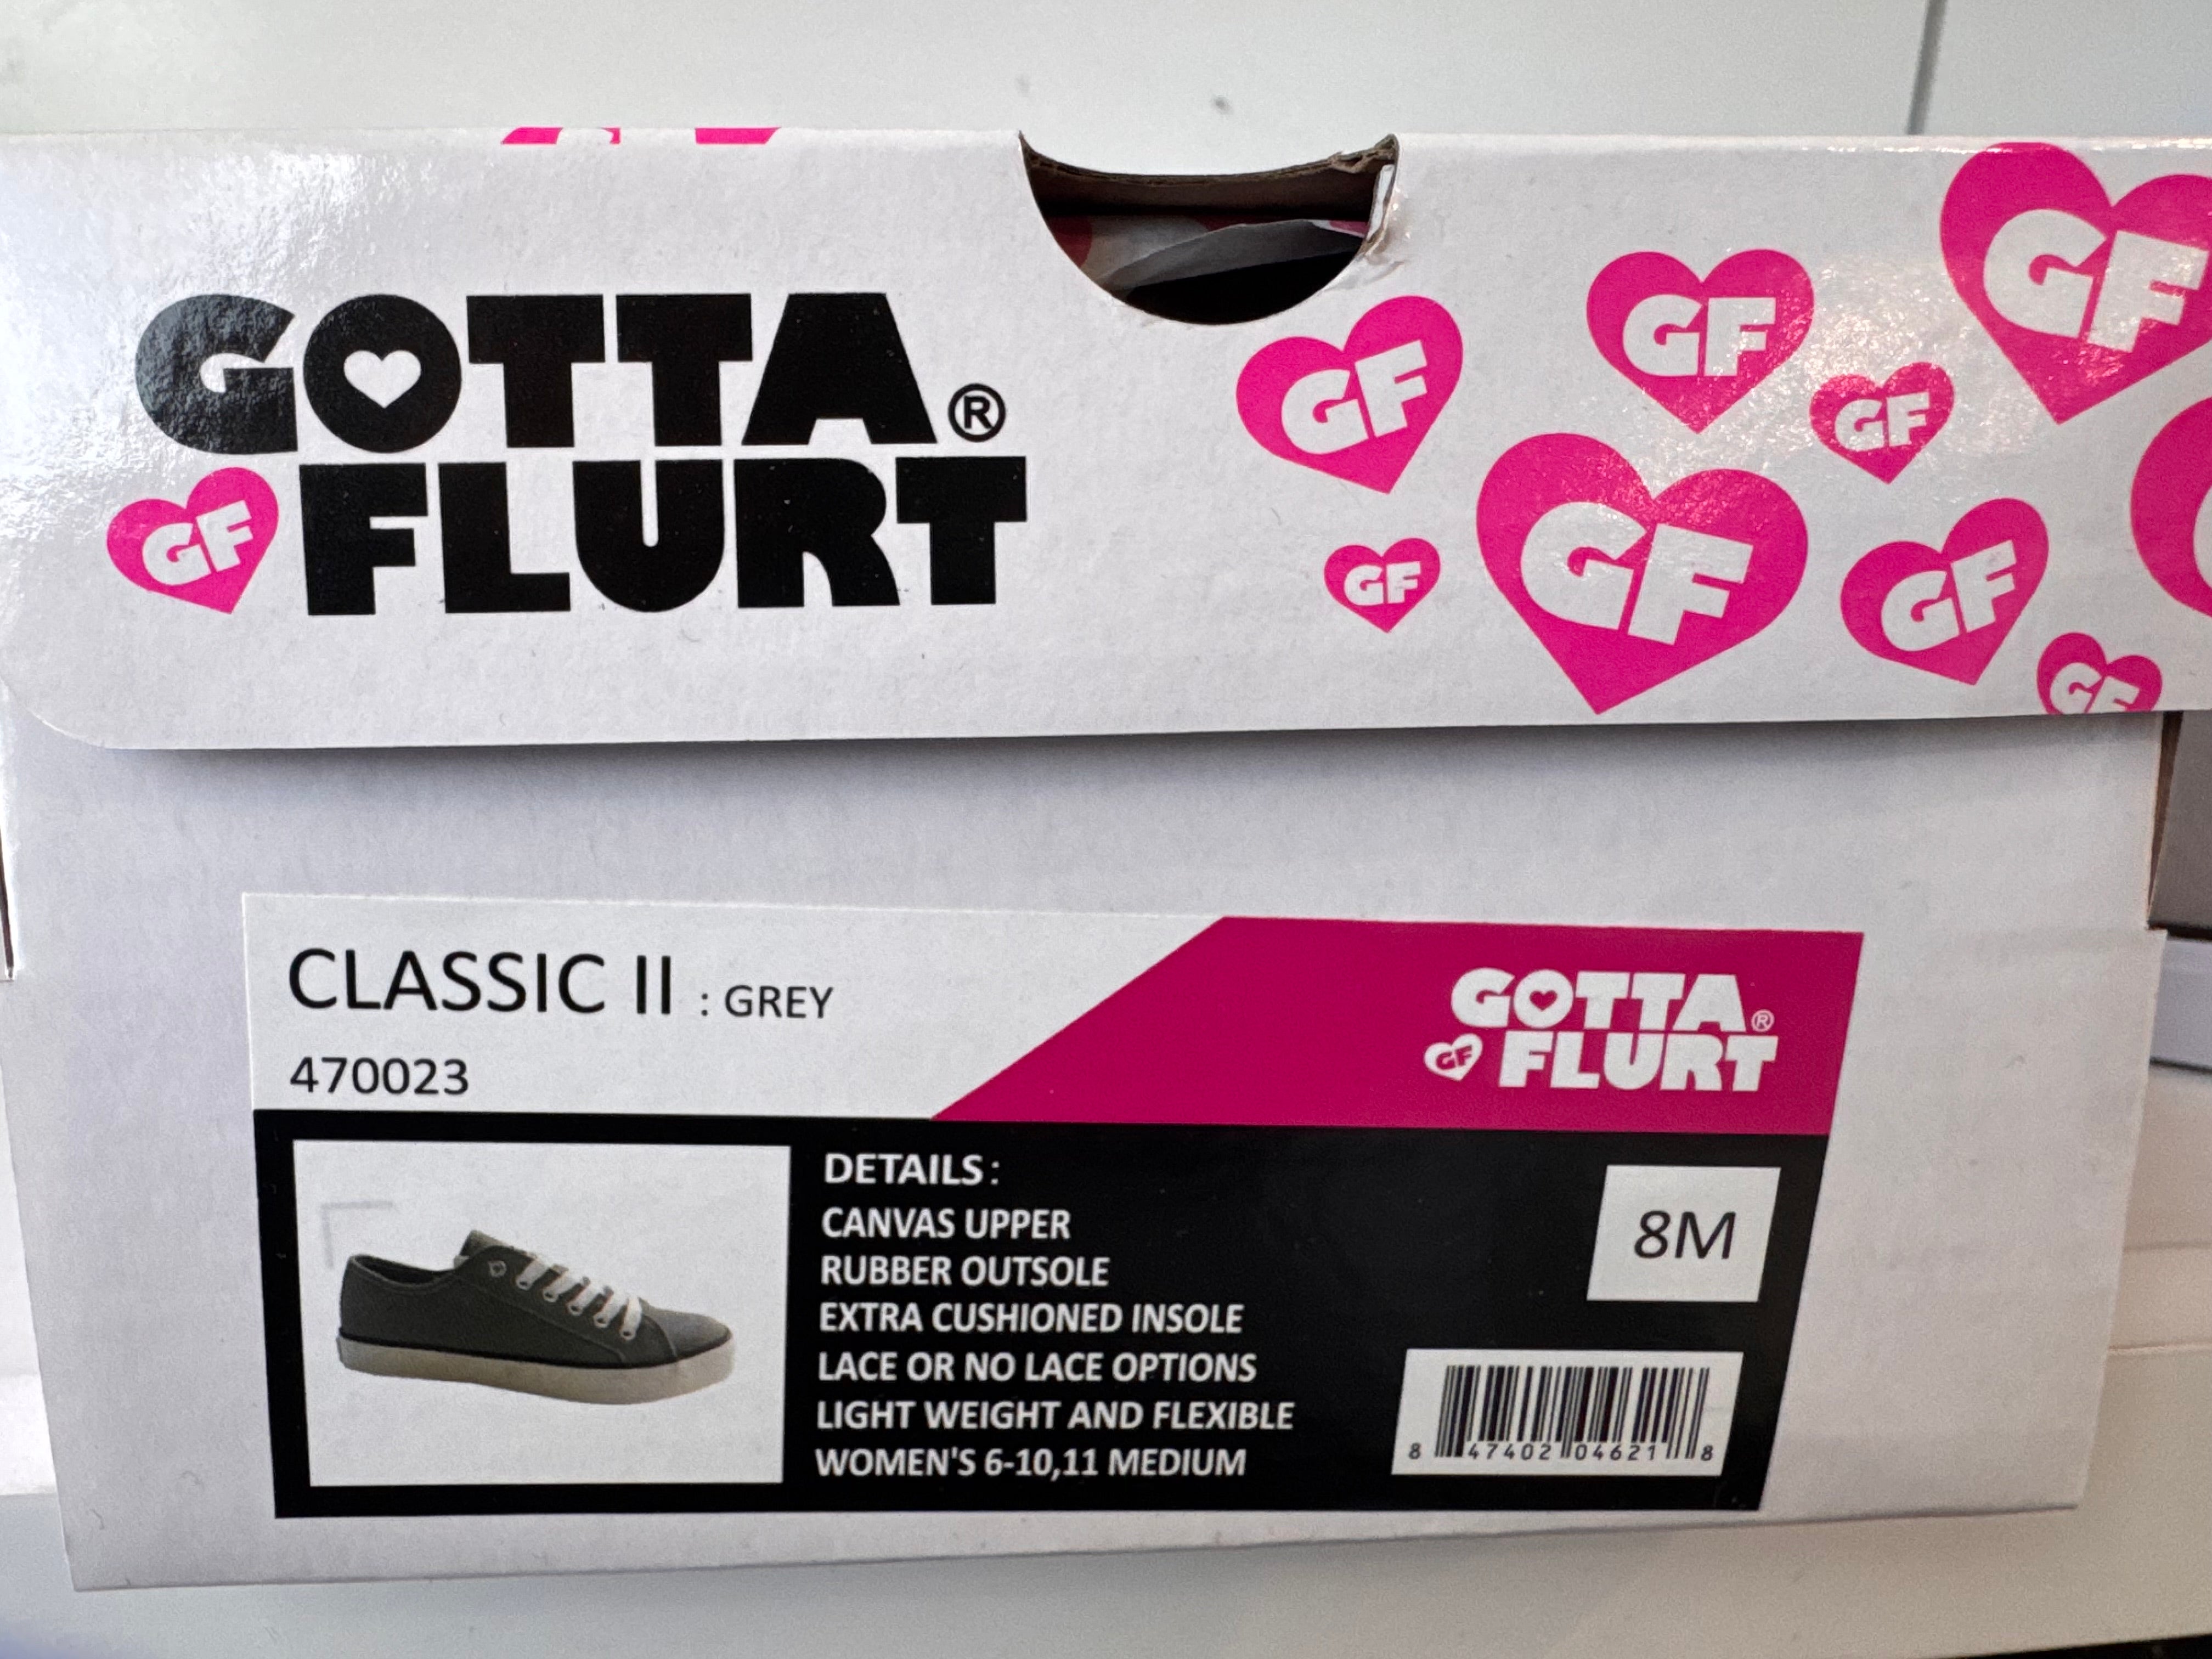 GOTTA®
GF FLURT
GF
GF
GF
GF
GF
GF
GF
GF
CLASSIC II : GREY
470023
GOTTA®
GF FLURT
DETAILS :
CANVAS UPPER
RUBBER OUTSOLE
EXTRA CUSHIONED INSOLE
LACE OR NO LACE OPTIONS
LIGHT WEIGHT AND FLEXIBLE
WOMEN'S 6-10,11 MEDIUM
8M
8 47402 04621 8